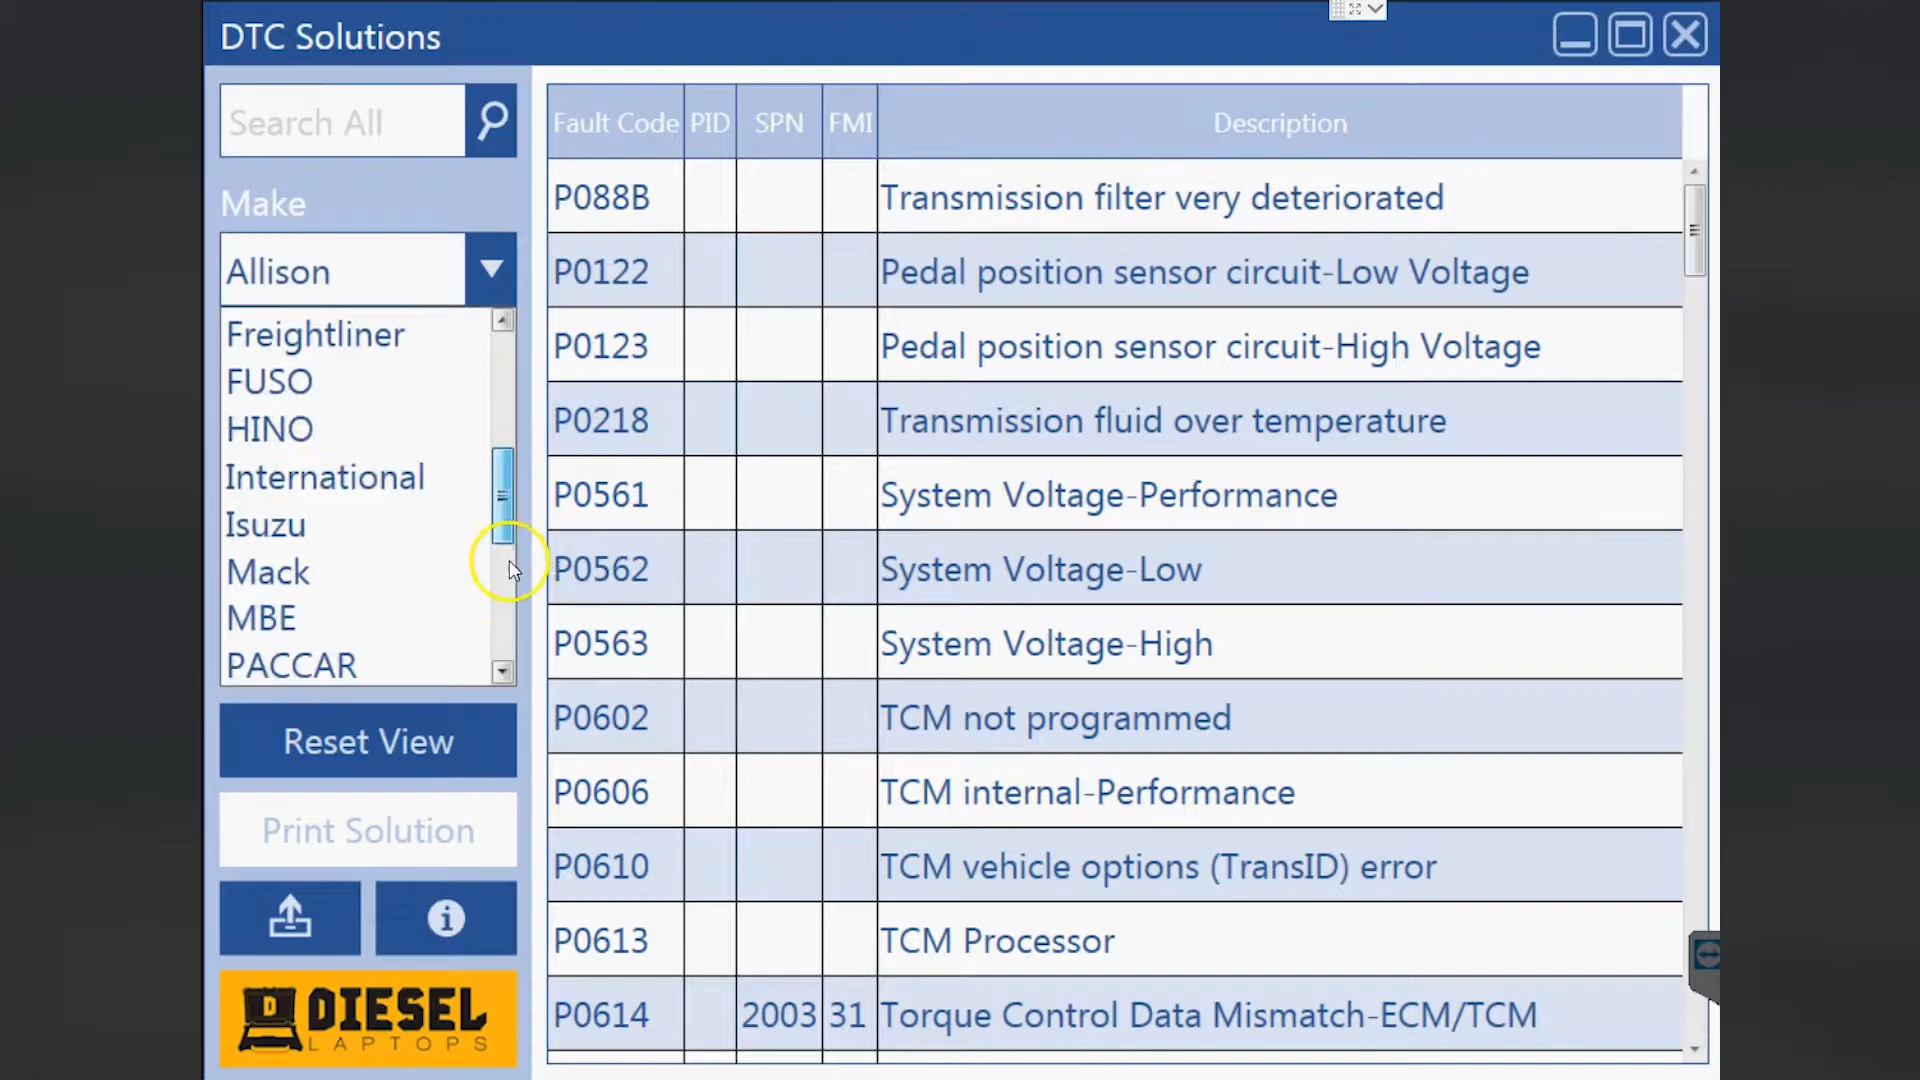 DTC Solutions
Search All
Make
Allison
Freightliner
FUSO
HINO
International
Isuzu
Mack
MBE
PACCAR
Reset View
Print Solution
DIESEL
LAPTOPS
Fault Code PID SPN FMI Description
P088B Transmission filter very deteriorated
P0122 Pedal position sensor circuit-Low Voltage
P0123 Pedal position sensor circuit-High Voltage
P0218 Transmission fluid over temperature
P0561 System Voltage-Performance
P0562 System Voltage-Low
P0563 System Voltage-High
P0602 TCM not programmed
P0606 TCM internal-Performance
P0610 TCM vehicle options (TransID) error
P0613 TCM Processor
P0614 2003 31 Torque Control Data Mismatch-ECM/TCM